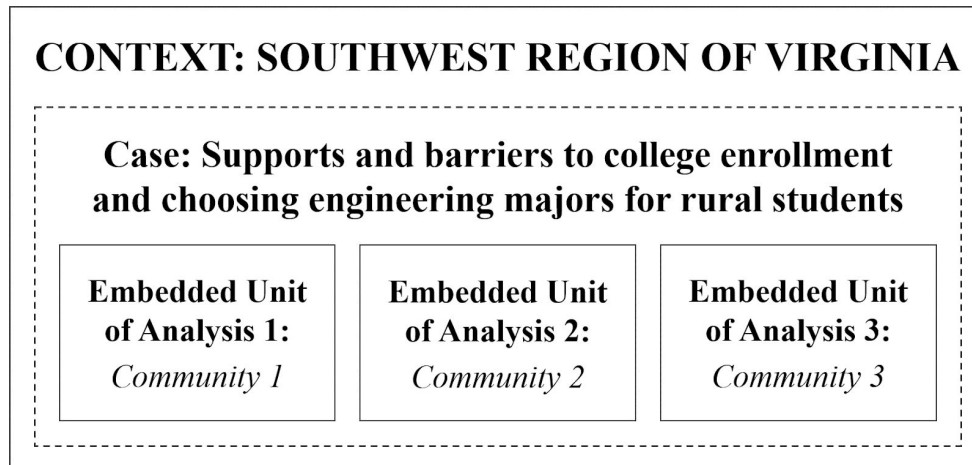 CONTEXT: SOUTHWEST REGION OF VIRGINIA
Case: Supports and barriers to college enrollment
and choosing engineering majors for rural students
Embedded Unit
of Analysis 1:
Community 1
Embedded Unit
of Analysis 2:
Community 2
Embedded Unit
of Analysis 3:
Community 3